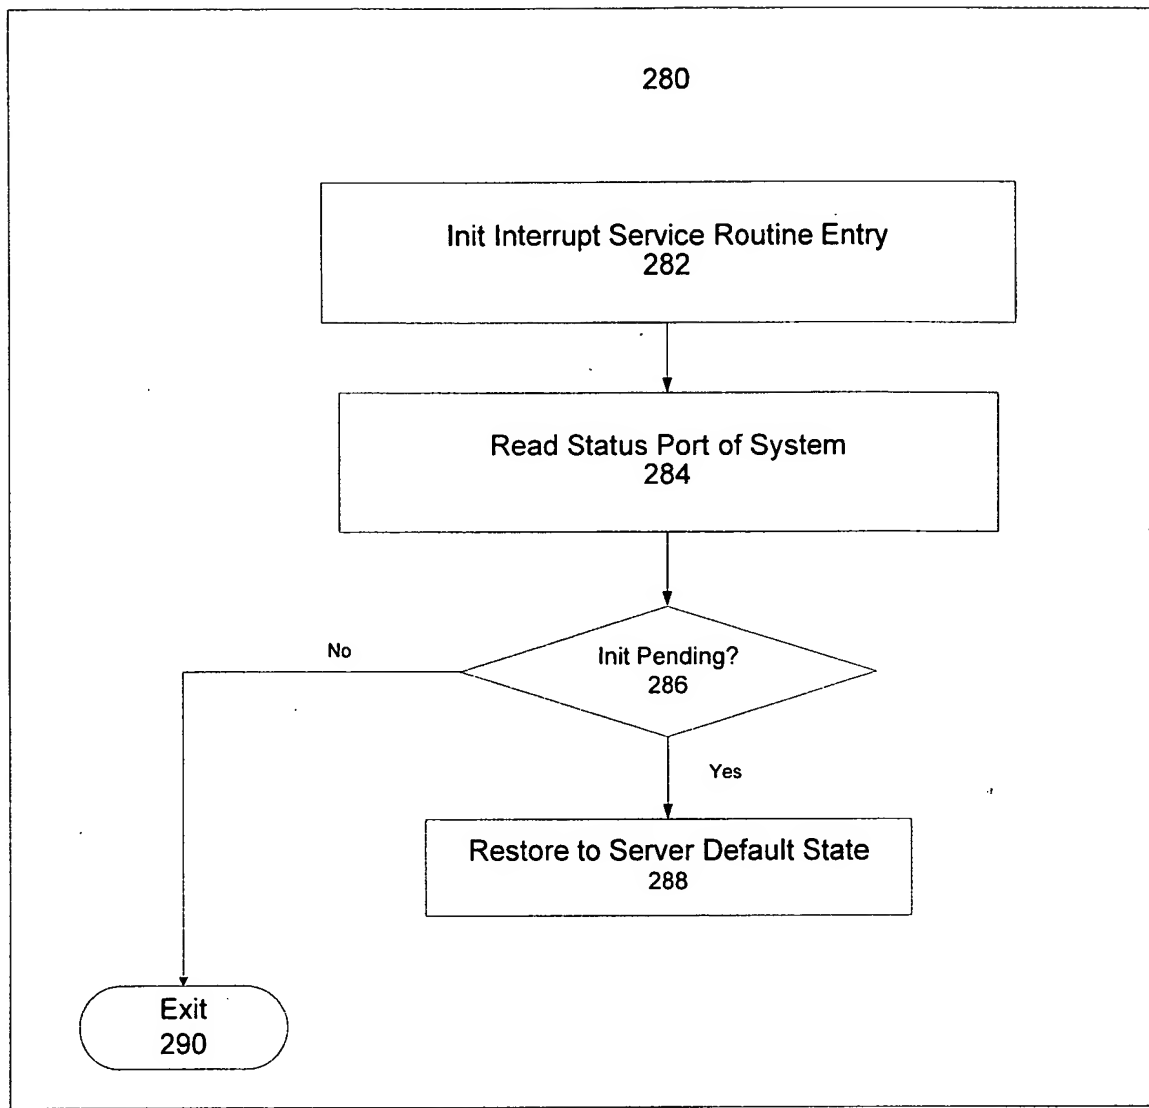 280
Init Interrupt Service Routine Entry
282
Read Status Port of System
284
No
Init Pending?
286
Yes
Restore to Server Default State
288
Exit
290